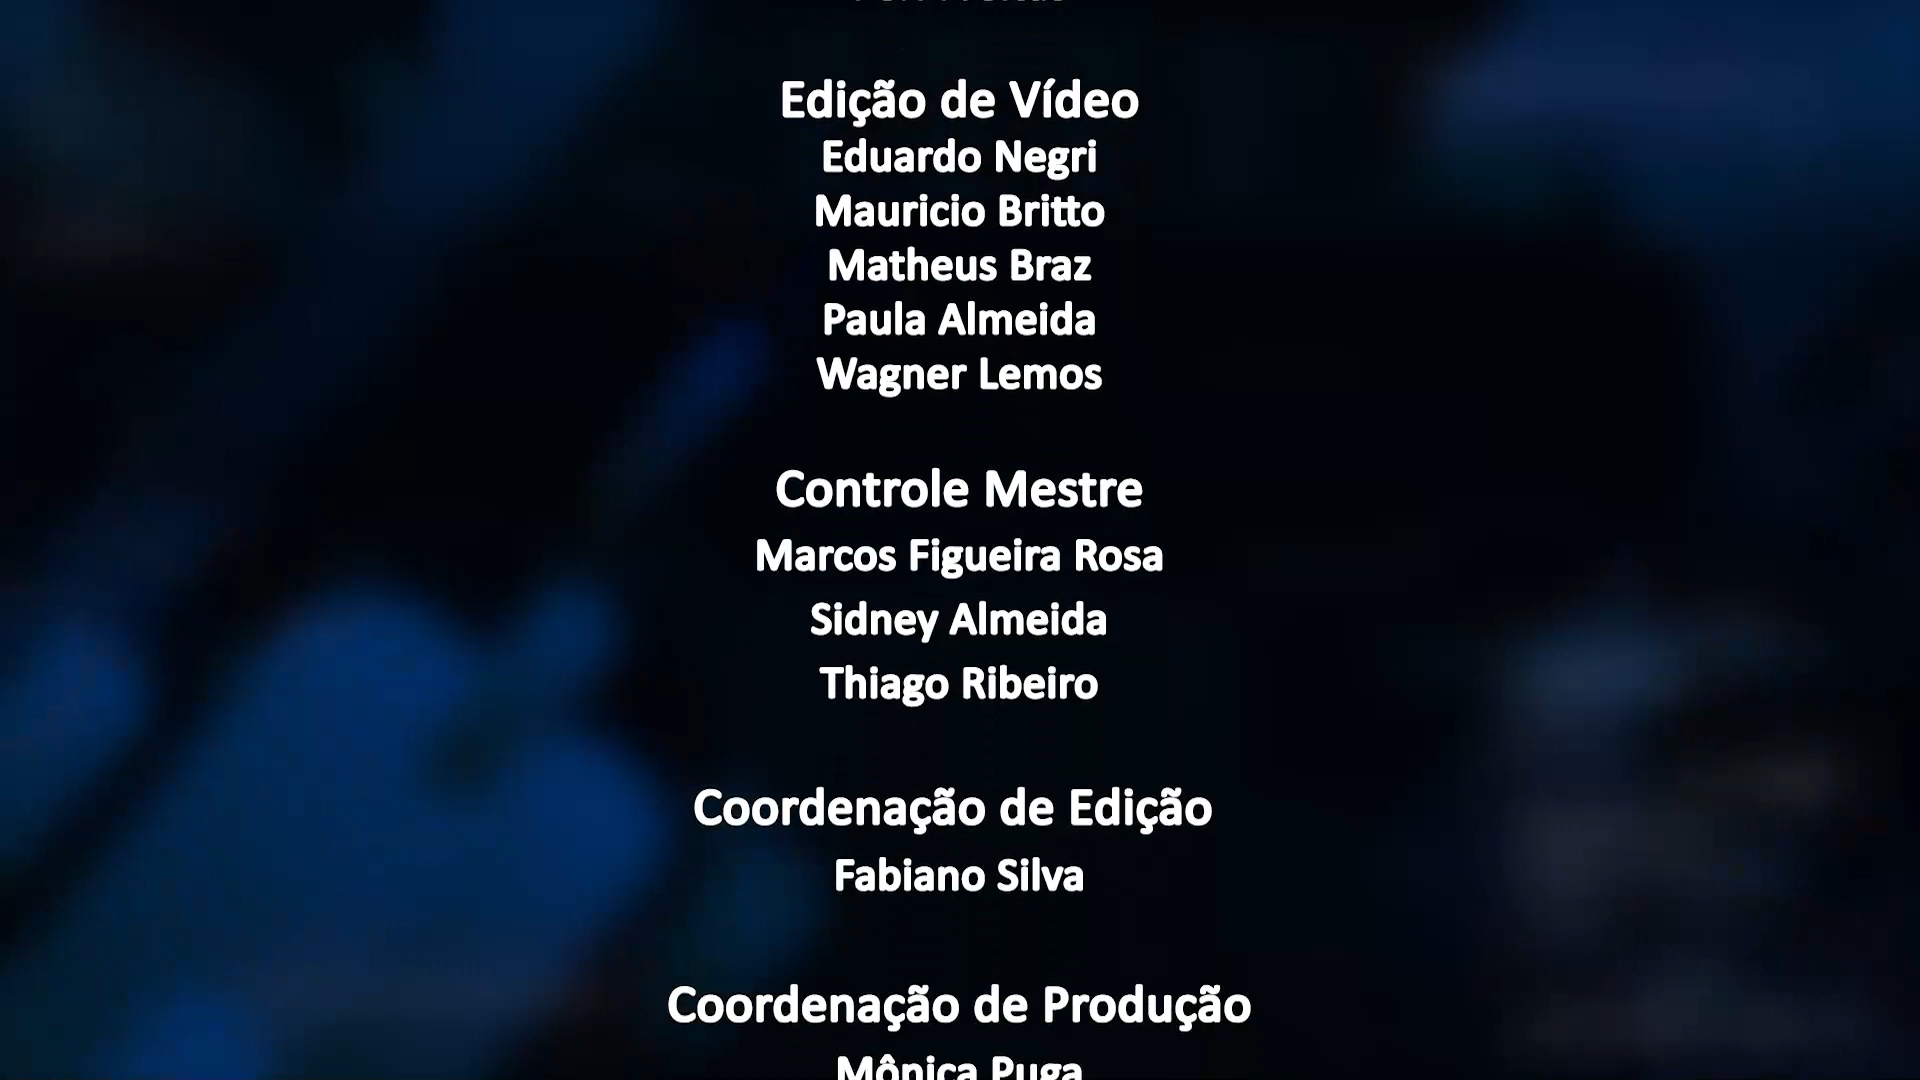 Edição de Vídeo
Eduardo Negri
Mauricio Britto
Matheus Braz
Paula Almeida
Wagner Lemos
Controle Mestre
Marcos Figueira Rosa
Sidney Almeida
Thiago Ribeiro
Coordenação de Edição
Fabiano Silva
Coordenação de Produção
Mônica Puga